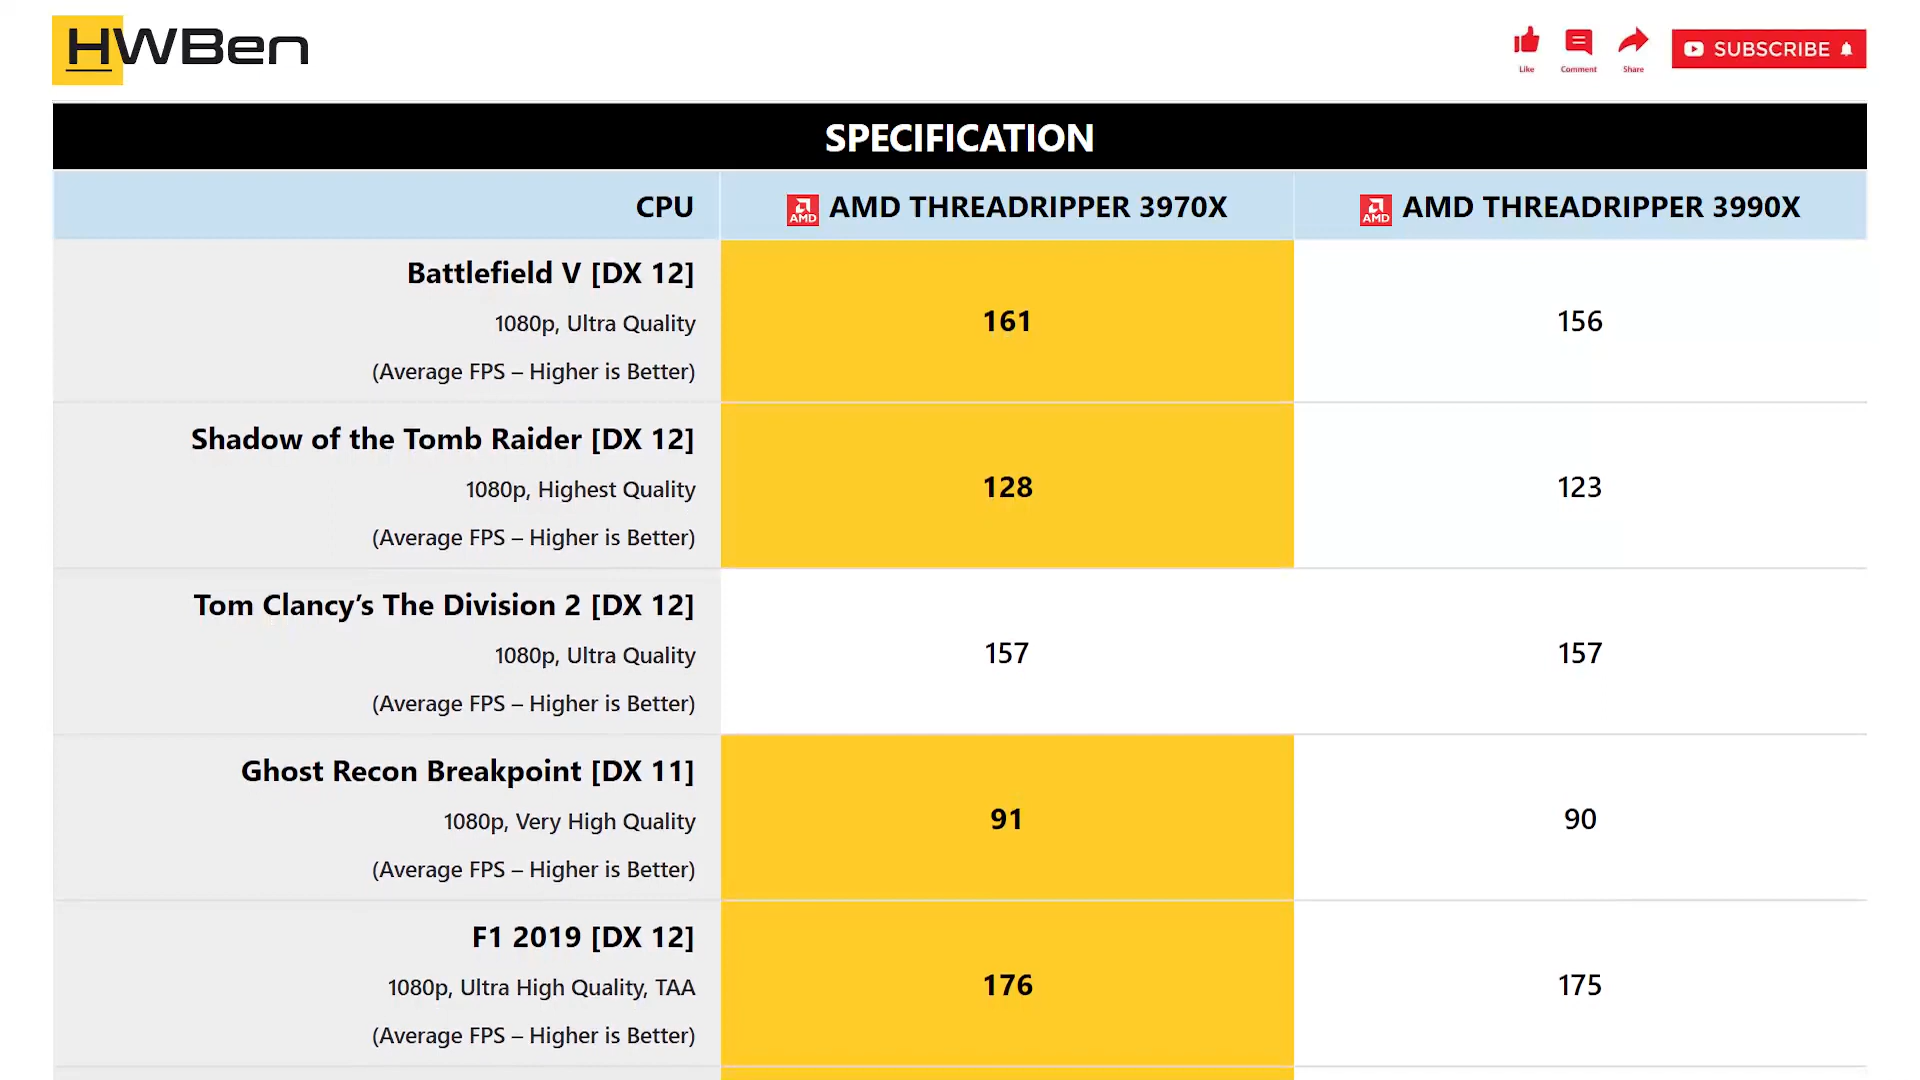 HWBen
Like
Comment
Share
SUBSCRIBE
SPECIFICATION
CPU
AMD
AMD THREADRIPPER 3970X
AMD
AMD THREADRIPPER 3990X
Battlefield V [DX 12]
1080p, Ultra Quality
(Average FPS – Higher is Better)
161
156
Shadow of the Tomb Raider [DX 12]
1080p, Highest Quality
(Average FPS – Higher is Better)
128
123
Tom Clancy’s The Division 2 [DX 12]
1080p, Ultra Quality
(Average FPS – Higher is Better)
157
157
Ghost Recon Breakpoint [DX 11]
1080p, Very High Quality
(Average FPS – Higher is Better)
91
90
F1 2019 [DX 12]
1080p, Ultra High Quality, TAA
(Average FPS – Higher is Better)
176
175